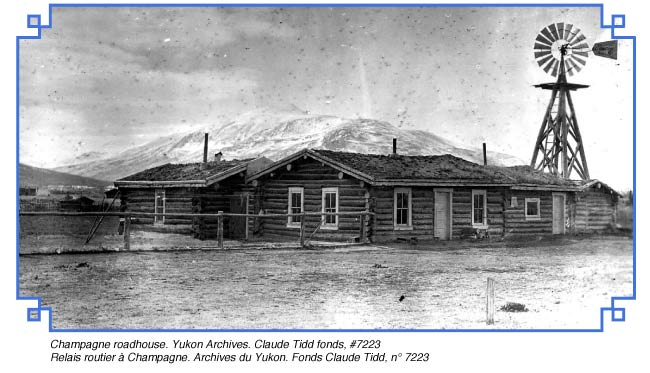 Champagne roadhouse. Yukon Archives. Claude Tidd fonds, #7223
Relais routier à Champagne. Archives du Yukon. Fonds Claude Tidd, n° 7223